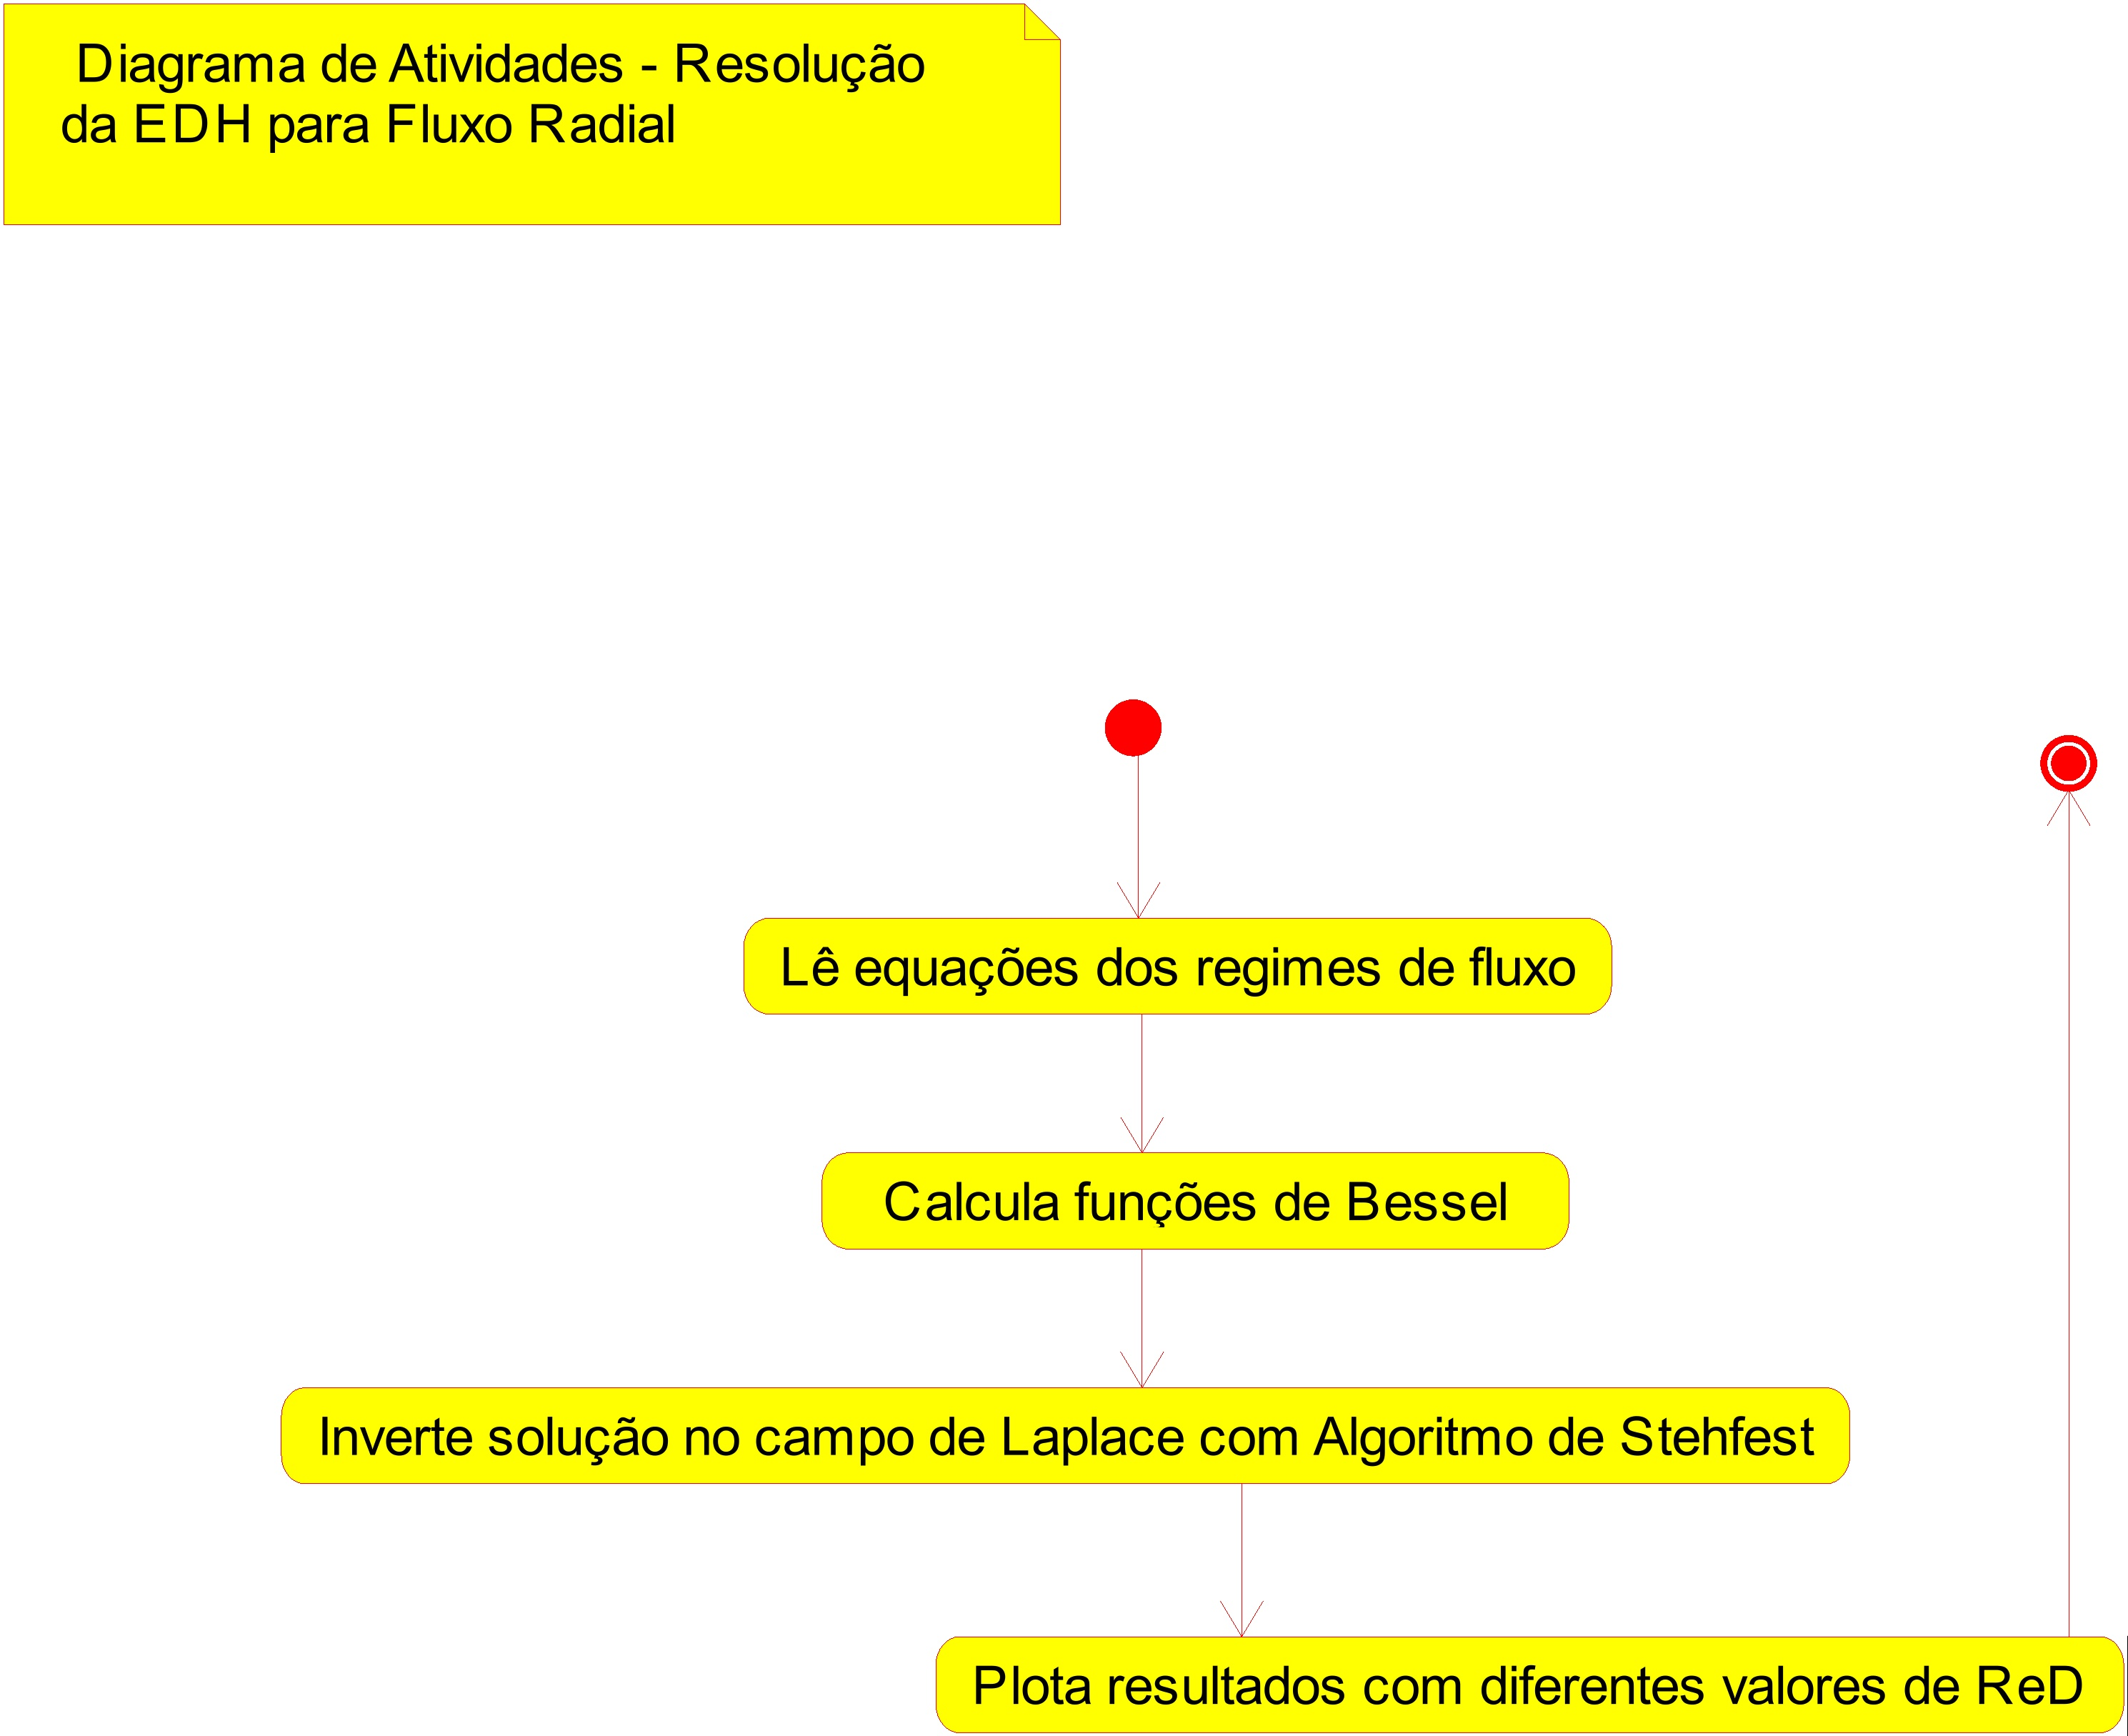 Diagrama de Atividades - Resolução
da EDH para Fluxo Radial
Lê equações dos regimes de fluxo
Calcula funções de Bessel
Inverte solução no campo de Laplace com Algoritmo de Stehfest
Plota resultados com diferentes valores de ReD